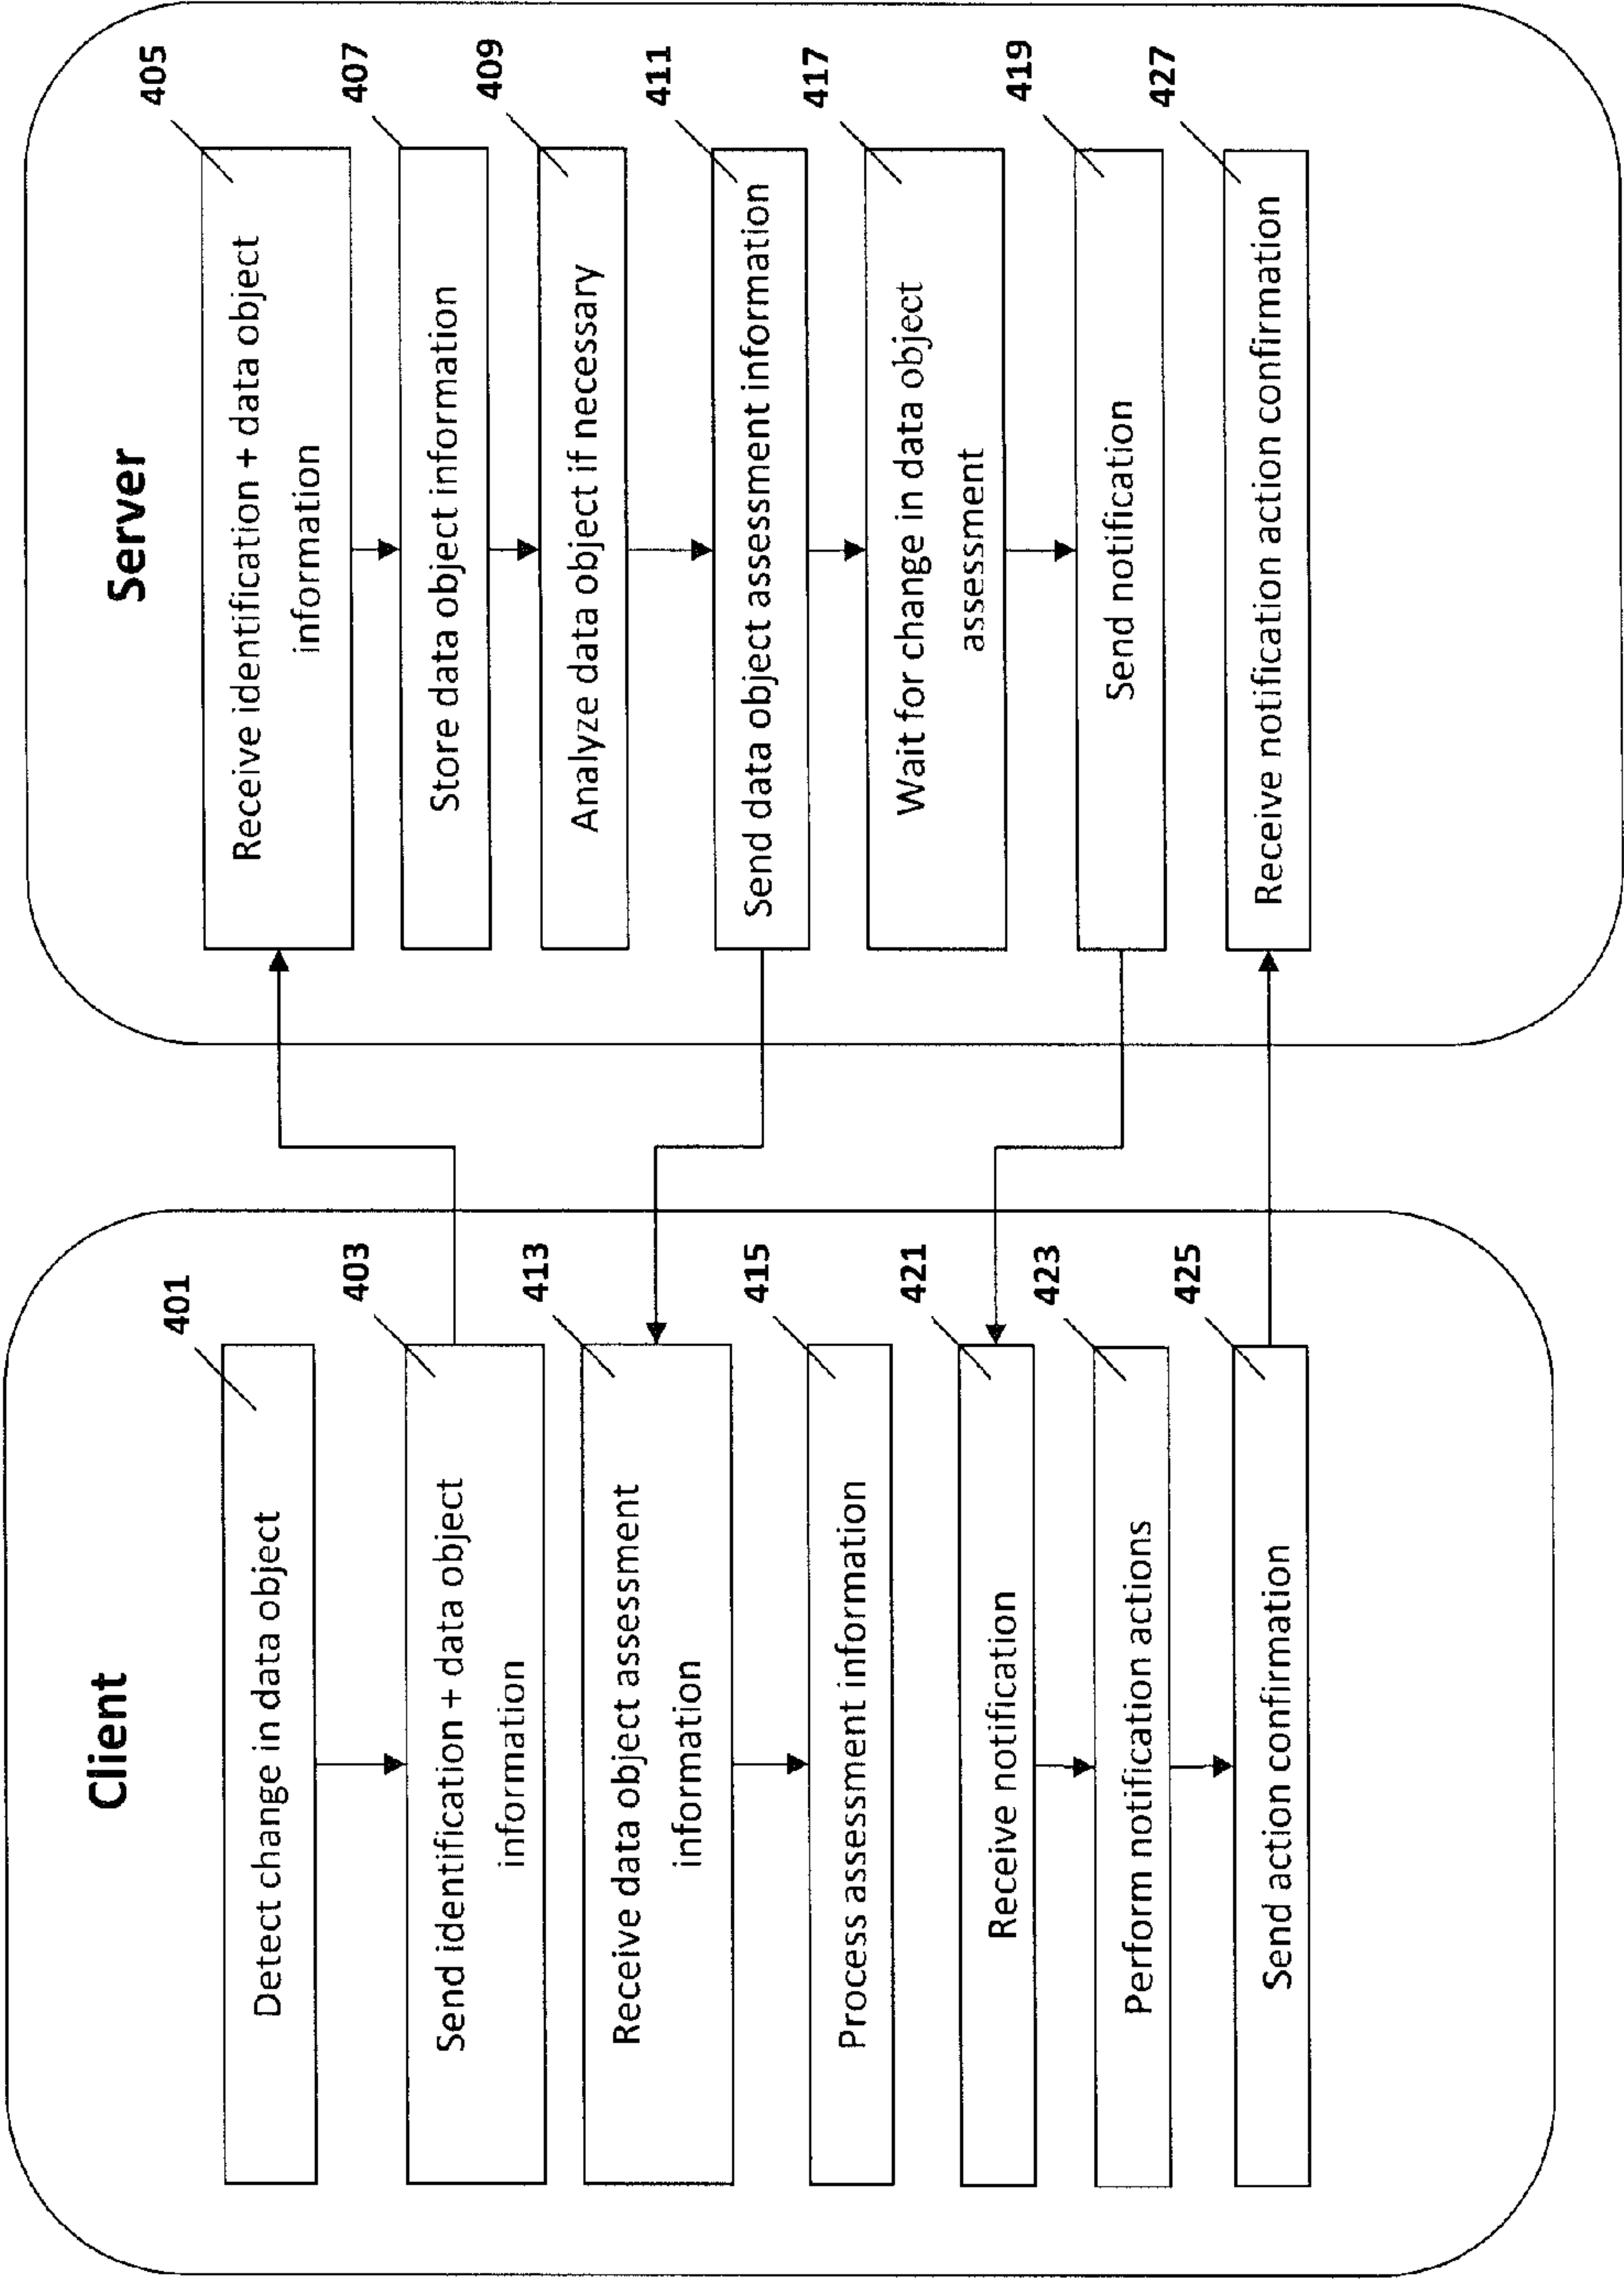 Client
401
Detect change in data object
403
Send identification + data object
information
413
Receive data object assessment
information
415
Process assessment information
421
Receive notification
423
Perform notification actions
425
Send action confirmation
Server
405
Receive identification + data object
information
407
Store data object information
409
Analyze data object if necessary
411
Send data object assessment information
417
Wait for change in data object
assessment
419
Send notification
427
Receive notification action confirmation